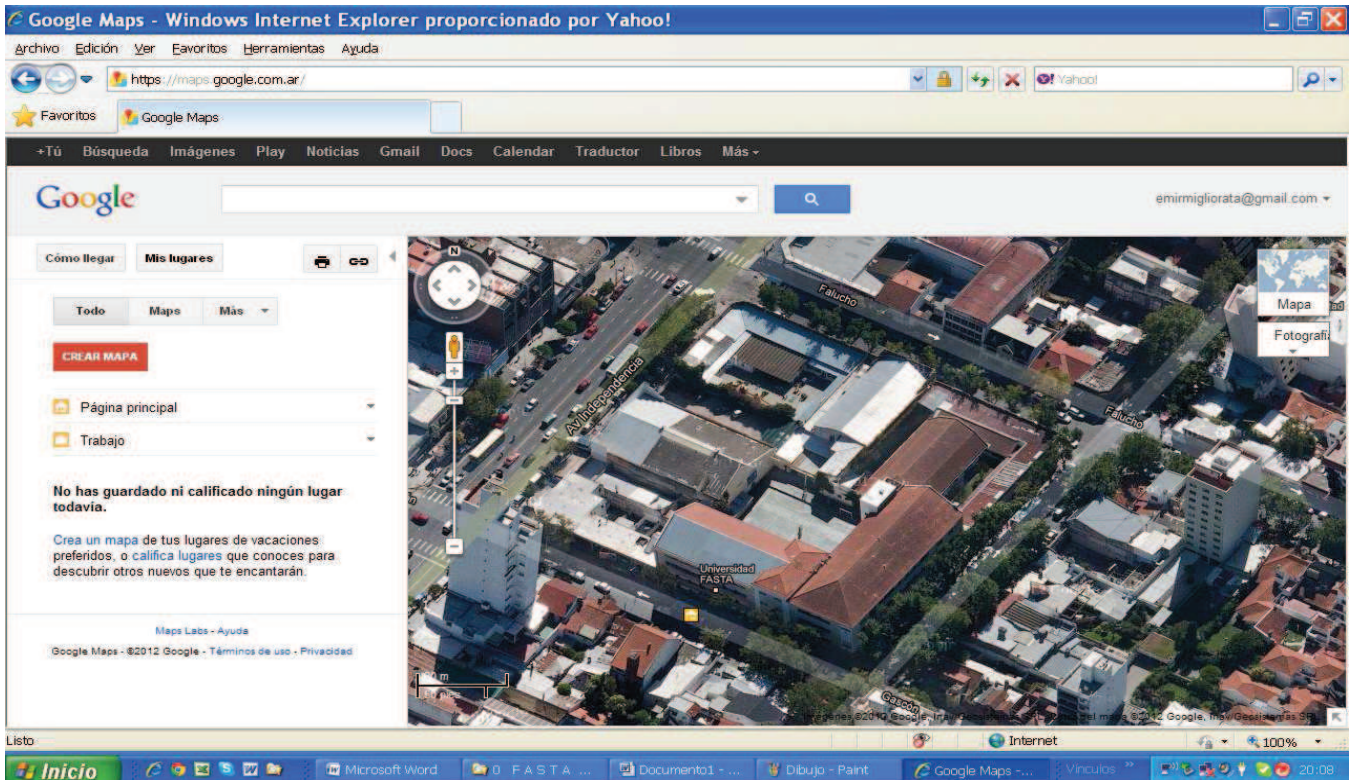 Google Maps - Windows Internet Explorer proporcionado por Yahoo!
Archivo Edición Ver Favoritos Herramientas Ayuda
https://maps.google.com.ar/
Yahoo!
Favoritos Google Maps
+Tú Búsqueda Imágenes Play Noticias Gmail Docs Calendar Traductor Libros Más
Google
emirmigliorata@gmail.com
Cómo llegar Mis lugares
N
Todo Maps Más
CREAR MAPA
Página principal
Trabajo
No has guardado ni calificado ningún lugar
todavía.
Crea un mapa de tus lugares de vacaciones
preferidos, o califica lugares que conoces para
descubrir otros nuevos que te encantarán.
Maps Labs - Ayuda
Google Maps - ©2012 Google - Términos de uso - Privacidad
Falucho
Mapa
Fotografí
Av Independencia
Falucho
Universidad
FASTA
Gascón
Listo
Internet
100%
Inicio
Microsoft Word
0 F A S T A ...
Documento1 - ...
Dibujo - Paint
Google Maps -...
Vínculos
20:08